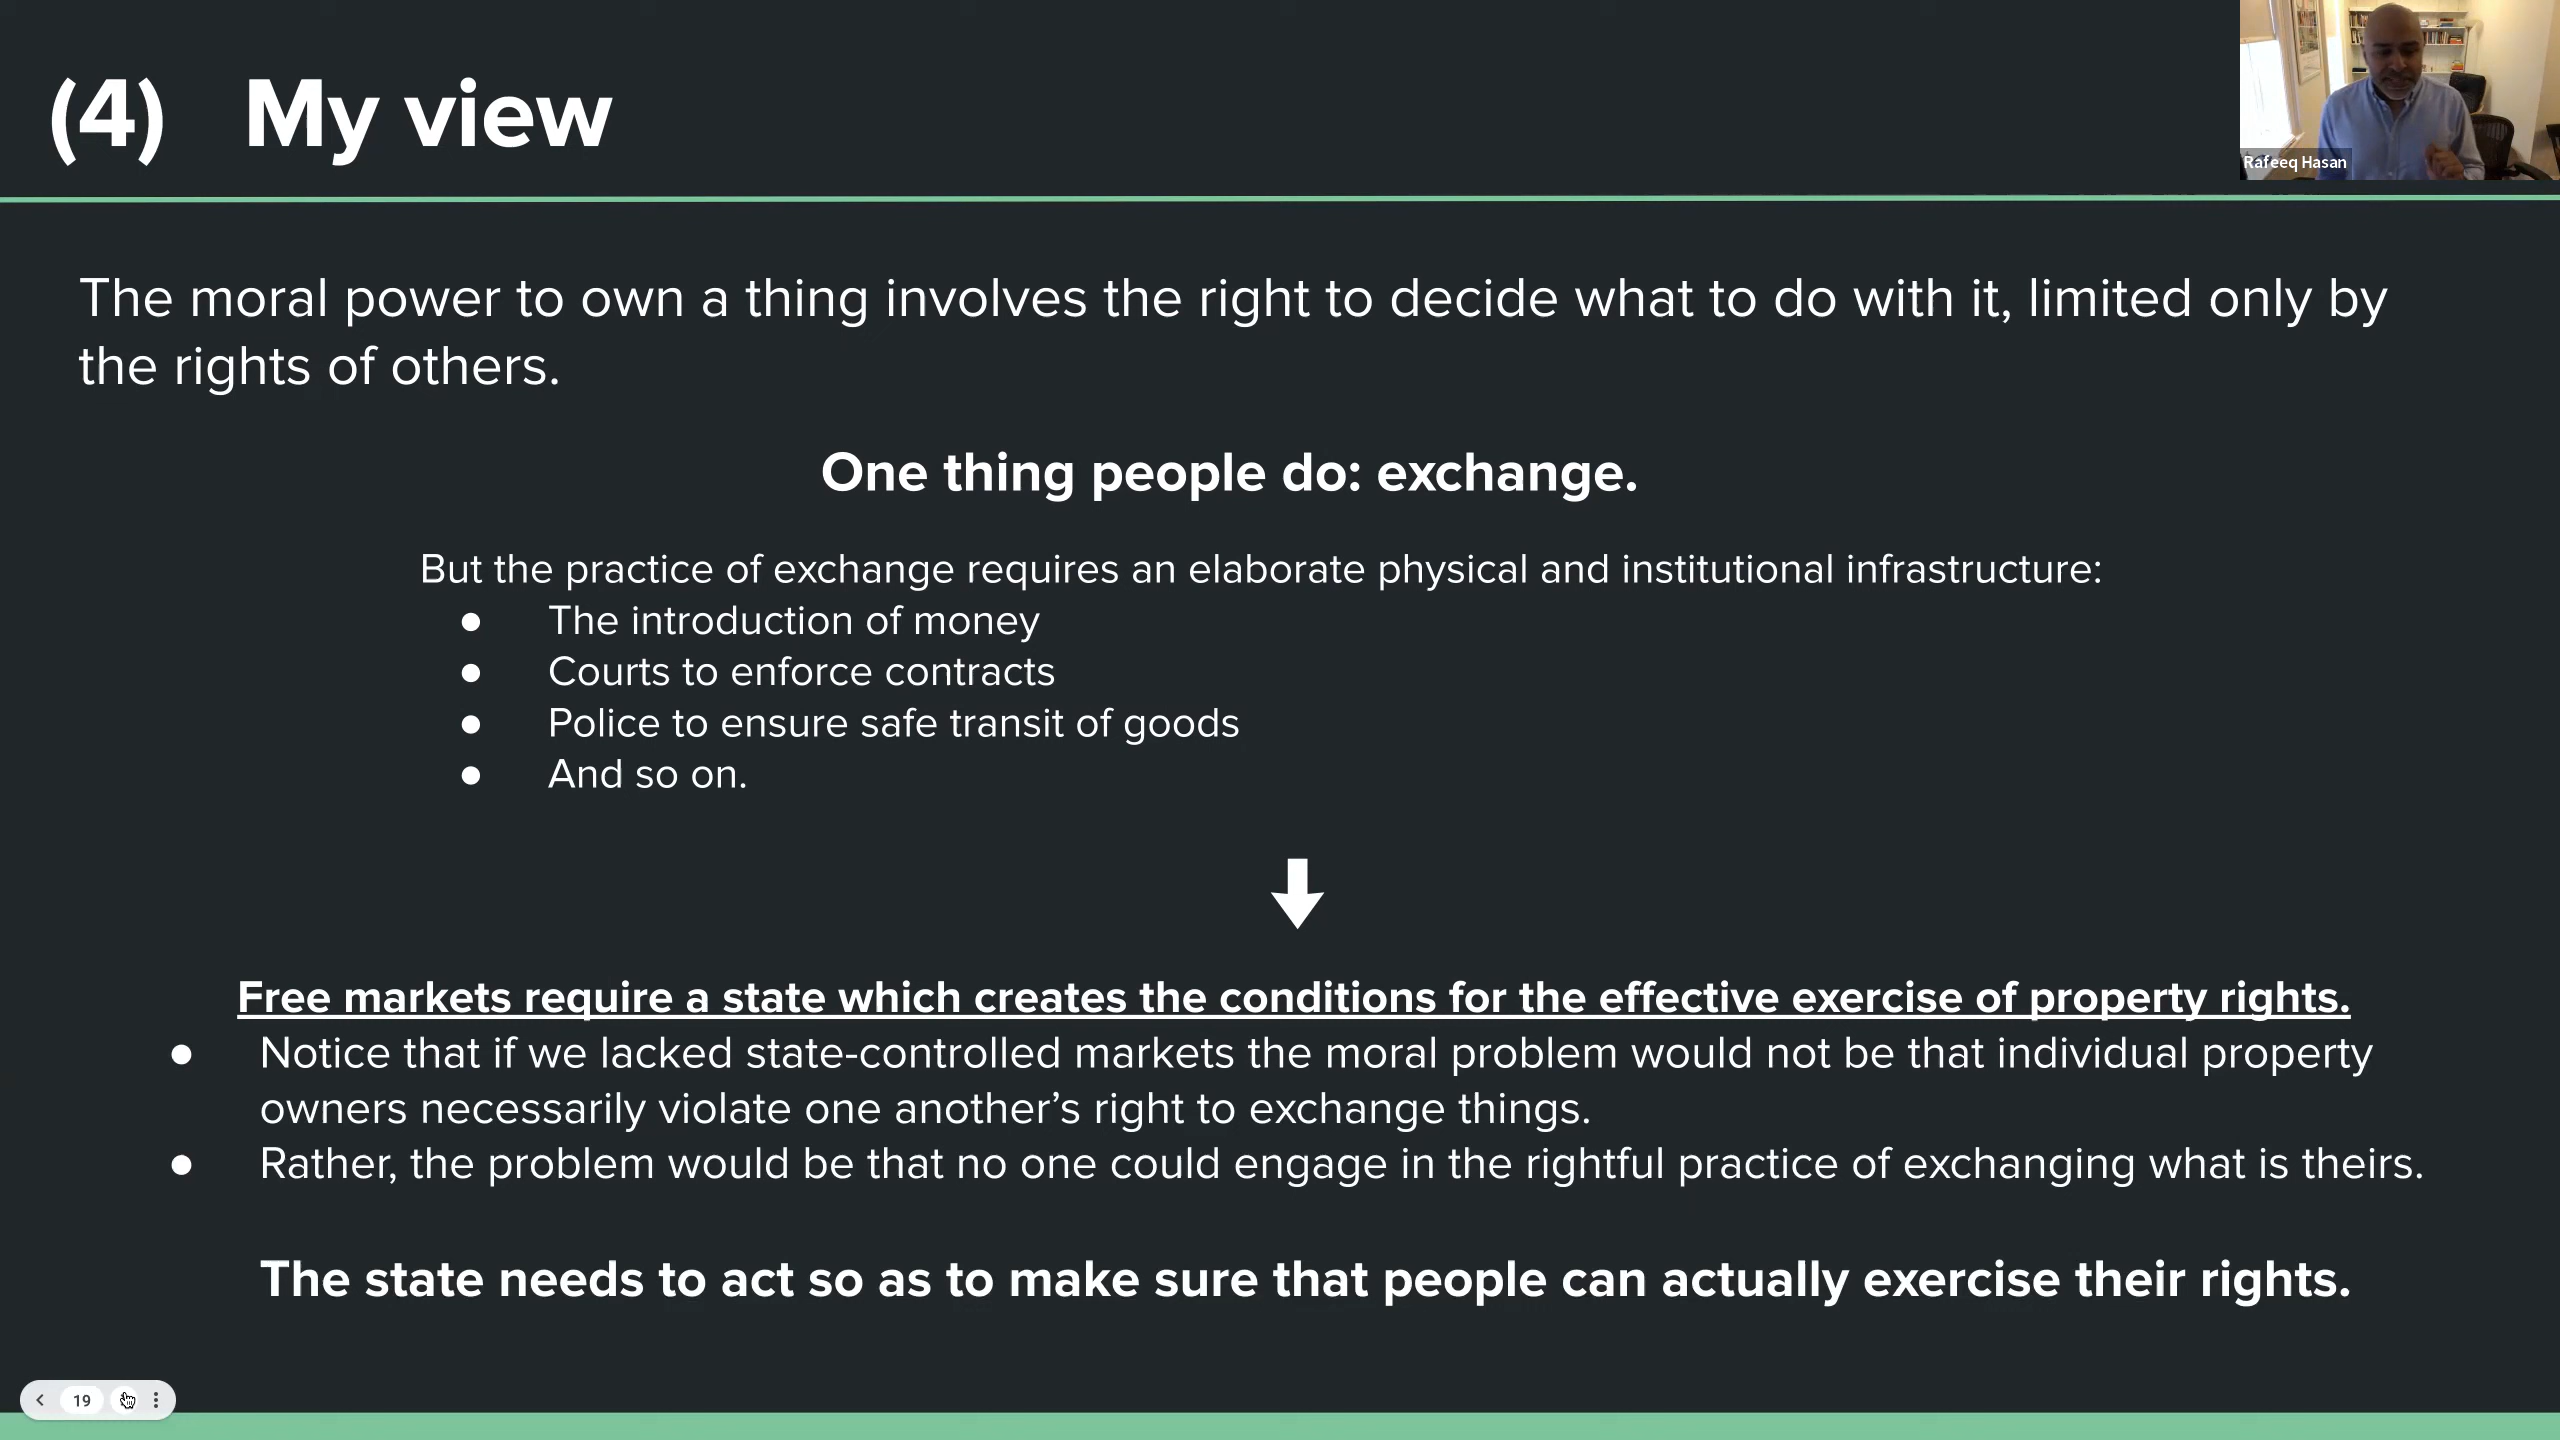 (4) My view
Rafeeq Hasan
The moral power to own a thing involves the right to decide what to do with it, limited only by
the rights of others.
One thing people do: exchange.
But the practice of exchange requires an elaborate physical and institutional infrastructure:
● The introduction of money
● Courts to enforce contracts
● Police to ensure safe transit of goods
● And so on.
Free markets require a state which creates the conditions for the effective exercise of property rights.
● Notice that if we lacked state-controlled markets the moral problem would not be that individual property
owners necessarily violate one another’s right to exchange things.
● Rather, the problem would be that no one could engage in the rightful practice of exchanging what is theirs.
The state needs to act so as to make sure that people can actually exercise their rights.
19